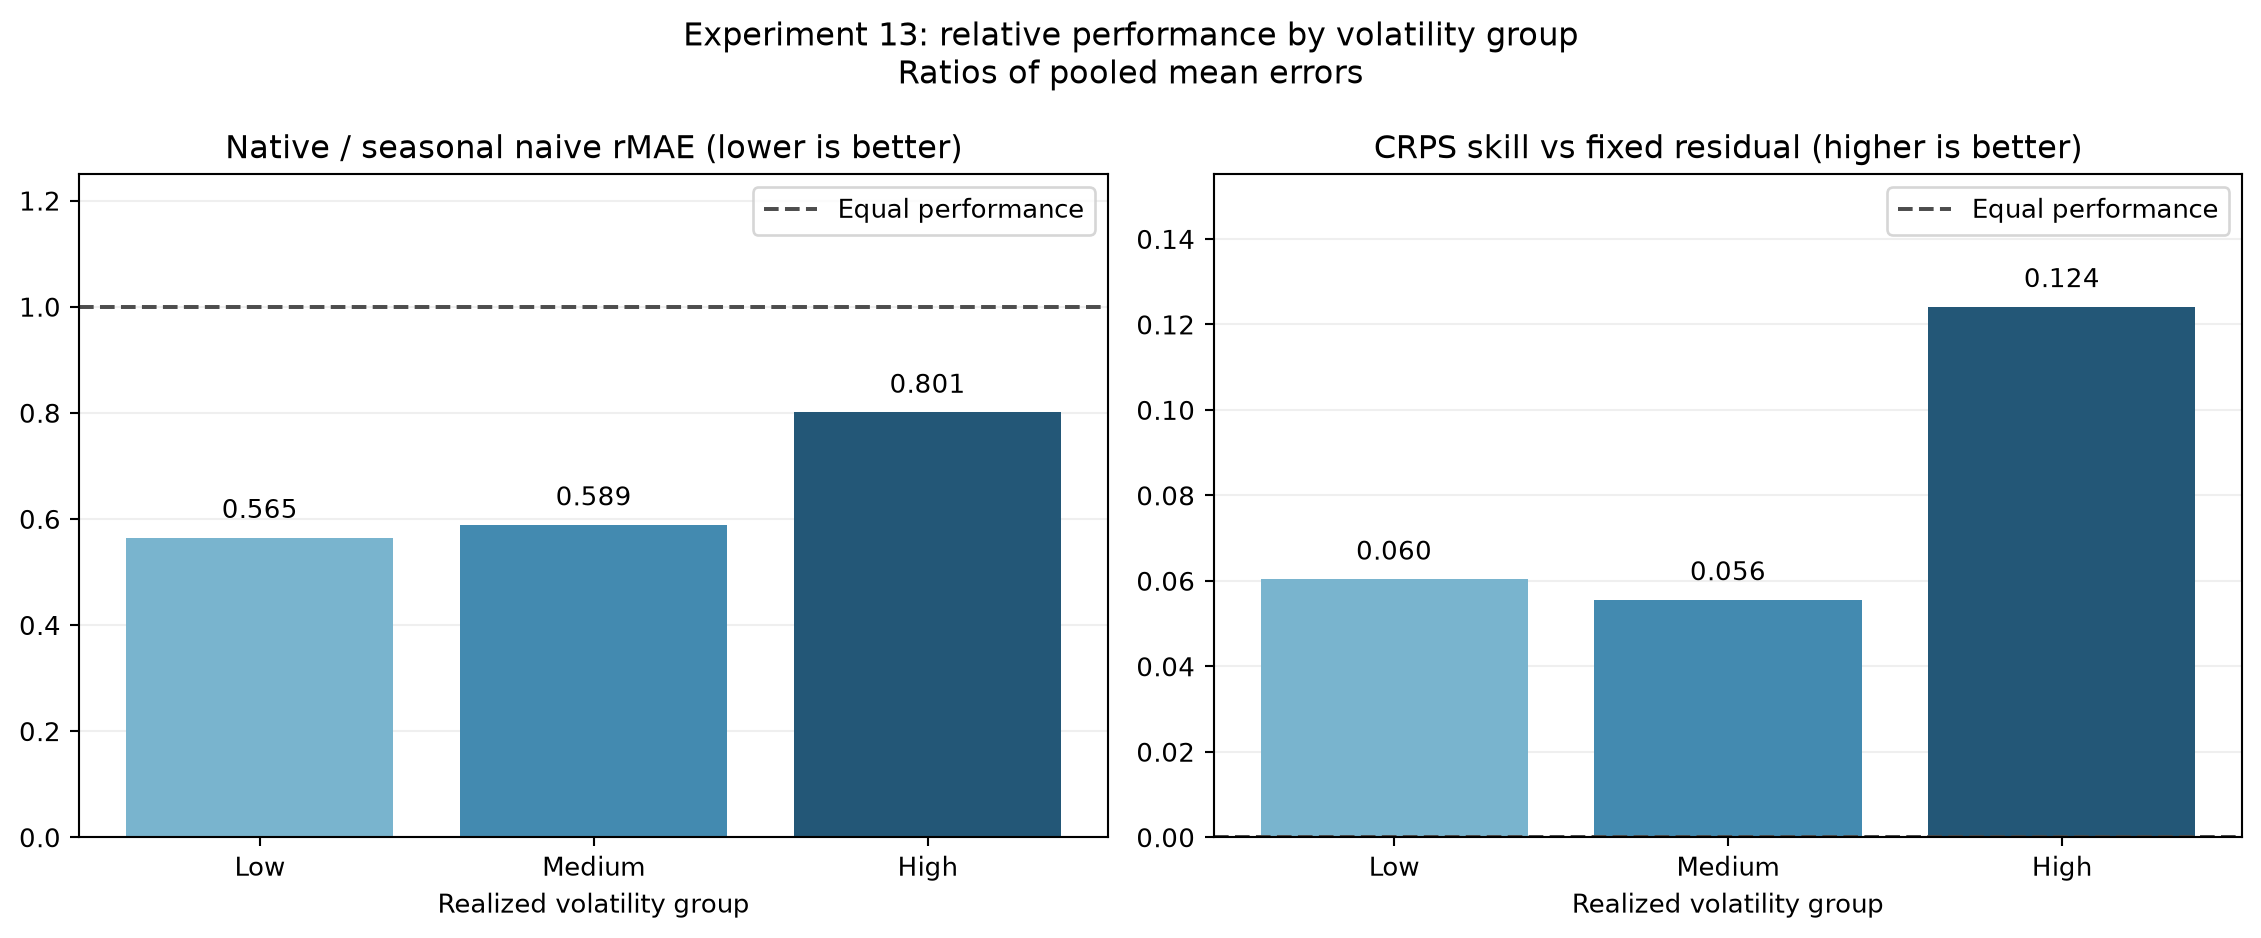 Experiment 13: relative performance by volatility group
Ratios of pooled mean errors
Native / seasonal naive rMAE (lower is better)
Equal performance
1.2
1.0
0.8
0.6
0.4
0.2
0.0
0.565
0.589
0.801
Low
Medium
High
Realized volatility group
CRPS skill vs fixed residual (higher is better)
Equal performance
0.14
0.12
0.10
0.08
0.06
0.04
0.02
0.00
0.060
0.056
0.124
Low
Medium
High
Realized volatility group